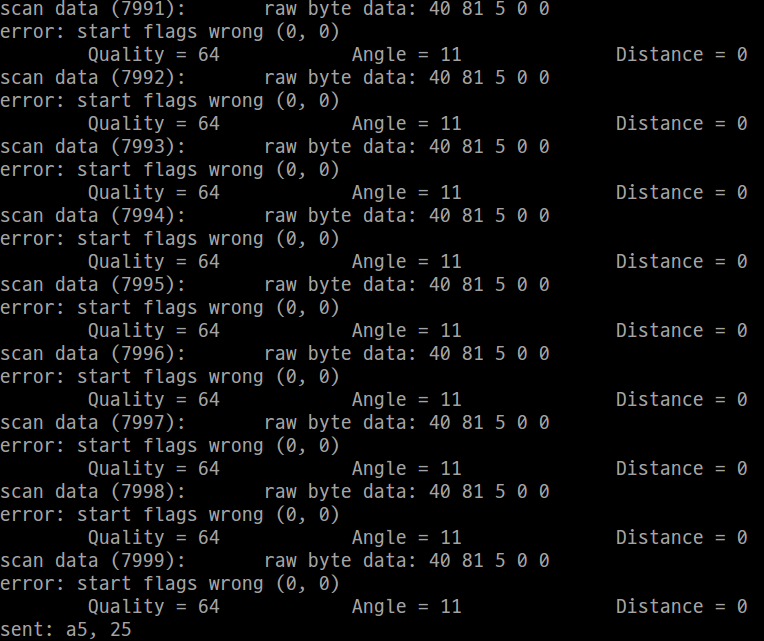 scan data (7991):       raw byte data: 40 81 5 0 0
error: start flags wrong (0, 0)
        Quality = 64            Angle = 11              Distance = 0
scan data (7992):       raw byte data: 40 81 5 0 0
error: start flags wrong (0, 0)
        Quality = 64            Angle = 11              Distance = 0
scan data (7993):       raw byte data: 40 81 5 0 0
error: start flags wrong (0, 0)
        Quality = 64            Angle = 11              Distance = 0
scan data (7994):       raw byte data: 40 81 5 0 0
error: start flags wrong (0, 0)
        Quality = 64            Angle = 11              Distance = 0
scan data (7995):       raw byte data: 40 81 5 0 0
error: start flags wrong (0, 0)
        Quality = 64            Angle = 11              Distance = 0
scan data (7996):       raw byte data: 40 81 5 0 0
error: start flags wrong (0, 0)
        Quality = 64            Angle = 11              Distance = 0
scan data (7997):       raw byte data: 40 81 5 0 0
error: start flags wrong (0, 0)
        Quality = 64            Angle = 11              Distance = 0
scan data (7998):       raw byte data: 40 81 5 0 0
error: start flags wrong (0, 0)
        Quality = 64            Angle = 11              Distance = 0
scan data (7999):       raw byte data: 40 81 5 0 0
error: start flags wrong (0, 0)
        Quality = 64            Angle = 11              Distance = 0
sent: a5, 25